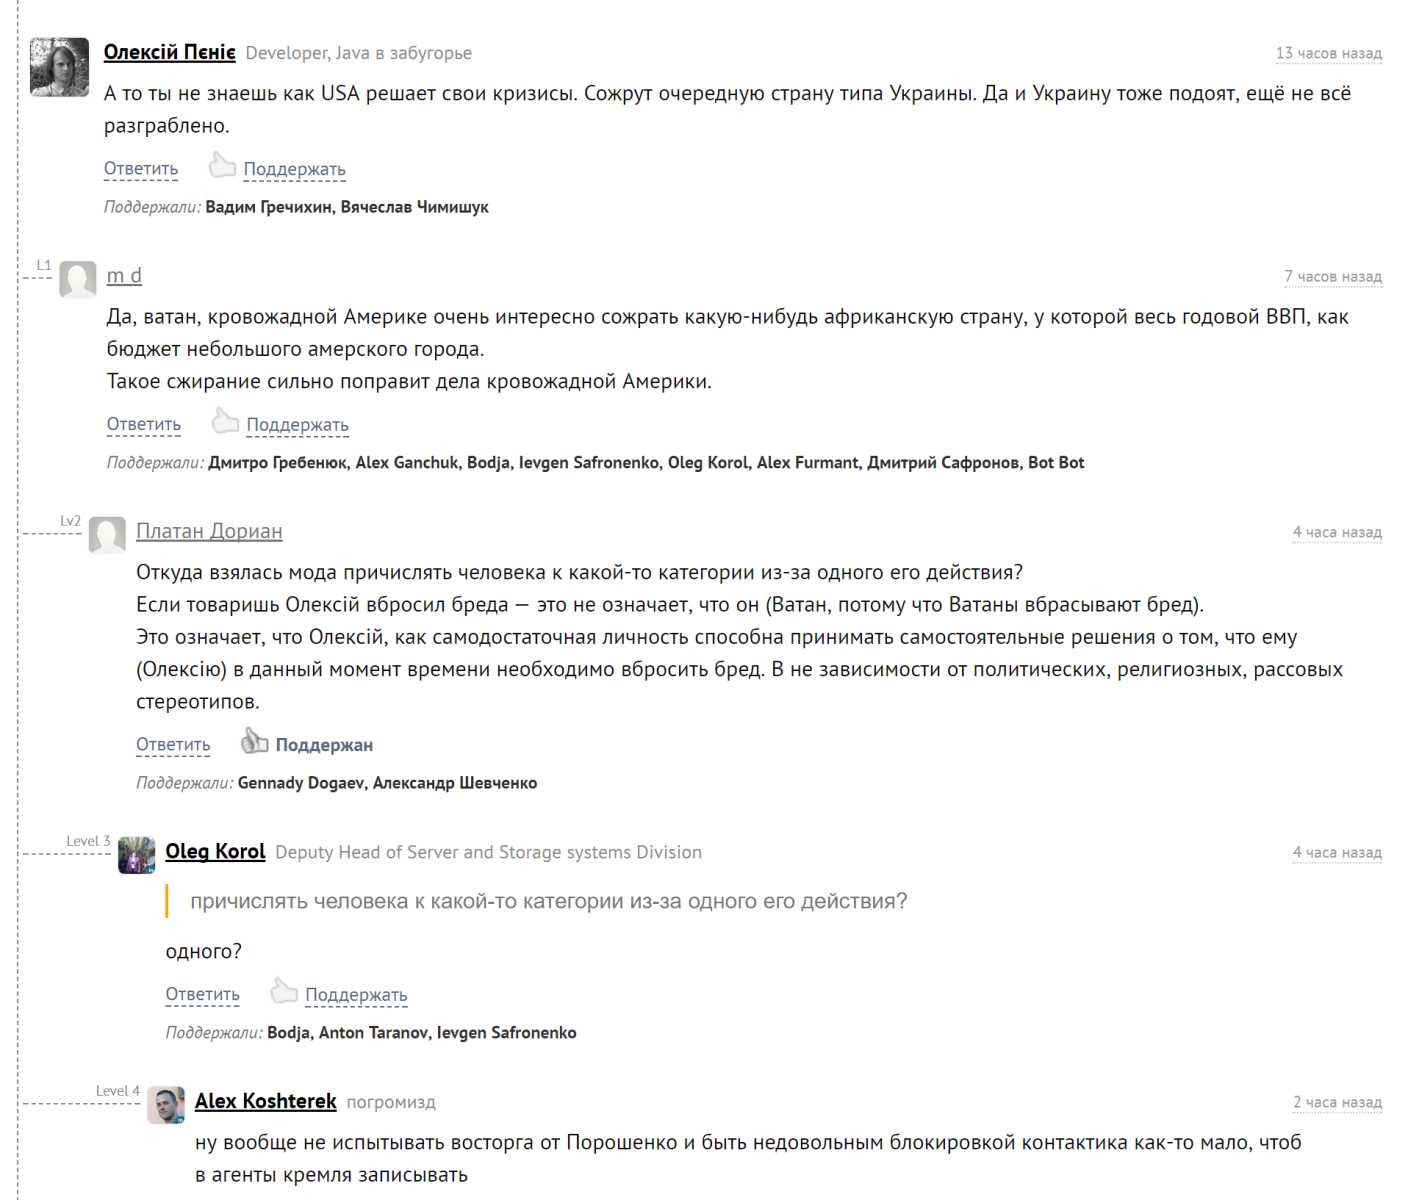 Олексій Пєніє Developer, Java в забугорье 13 часов назад
А то ты не знаешь как USA решает свои кризисы. Сожрут очередную страну типа Украины. Да и Украину тоже подоят, ещё не всё
разграблено.
Ответить Поддержать
Поддержали: Вадим Гречихин, Вячеслав Чимишук
L1 m d 7 часов назад
Да, ватан, кровожадной Америке очень интересно сожрать какую-нибудь африканскую страну, у которой весь годовой ВВП, как
бюджет небольшого амерского города.
Такое сжирание сильно поправит дела кровожадной Америки.
Ответить Поддержать
Поддержали: Дмитро Гребенюк, Alex Ganchuk, Bodja, Ievgen Safronenko, Oleg Korol, Alex Furmant, Дмитрий Сафронов, Bot Bot
Lv2 Платан Дориан 4 часа назад
Откуда взялась мода причислять человека к какой-то категории из-за одного его действия?
Если товаришь Олексій вбросил бреда — это не означает, что он (Ватан, потому что Ватаны вбрасывают бред).
Это означает, что Олексій, как самодостаточная личность способна принимать самостоятельные решения о том, что ему
(Олексію) в данный момент времени необходимо вбросить бред. В не зависимости от политических, религиозных, рассовых
стереотипов.
Ответить Поддержан
Поддержали: Gennady Dogaev, Александр Шевченко
Level 3 Oleg Korol Deputy Head of Server and Storage systems Division 4 часа назад
причислять человека к какой-то категории из-за одного его действия?
одного?
Ответить Поддержать
Поддержали: Bodja, Anton Taranov, Ievgen Safronenko
Level 4 Alex Koshterek погромизд 2 часа назад
ну вообще не испытывать восторга от Порошенко и быть недовольным блокировкой контактика как-то мало, чтоб
в агенты кремля записывать